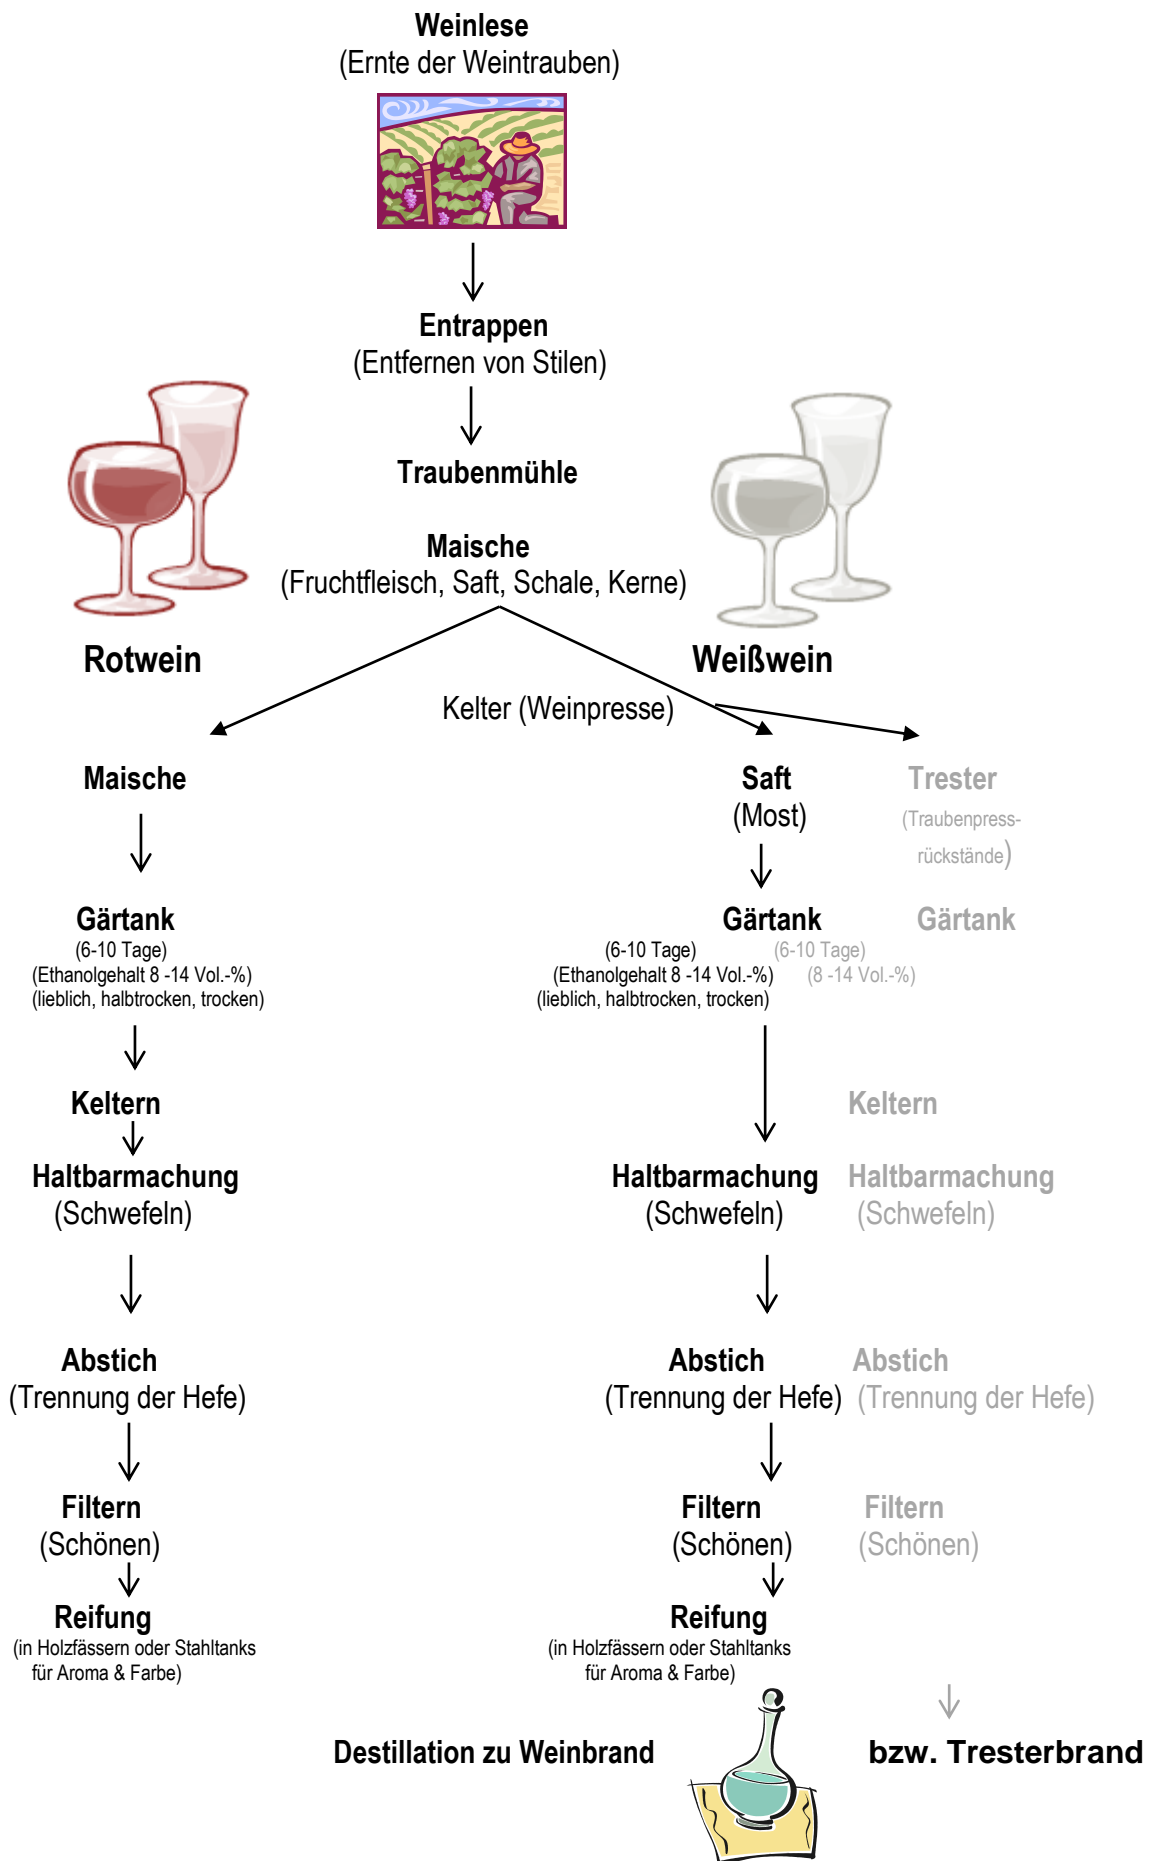 Weinlese
(Ernte der Weintrauben)
Entrappen
(Entfernen von Stilen)
Traubenmühle
Maische
(Fruchtfleisch, Saft, Schale, Kerne)
Rotwein
Weißwein
Kelter (Weinpresse)
Maische
Saft
Trester
(Most)
(Traubenpress-
rückstände)
Gärtank
Gärtank
Gärtank
(6-10 Tage)
(6-10 Tage)
(6-10 Tage)
(Ethanolgehalt 8 -14 Vol.-%)
(Ethanolgehalt 8 -14 Vol.-%)
(8 -14 Vol.-%)
(lieblich, halbtrocken, trocken)
(lieblich, halbtrocken, trocken)
Keltern
Keltern
Haltbarmachung
Haltbarmachung
Haltbarmachung
(Schwefeln)
(Schwefeln)
(Schwefeln)
Abstich
Abstich
Abstich
(Trennung der Hefe)
(Trennung der Hefe)
(Trennung der Hefe)
Filtern
Filtern
Filtern
(Schönen)
(Schönen)
(Schönen)
Reifung
Reifung
(in Holzfässern oder Stahltanks
(in Holzfässern oder Stahltanks
für Aroma & Farbe)
für Aroma & Farbe)
Destillation zu Weinbrand
bzw. Tresterbrand